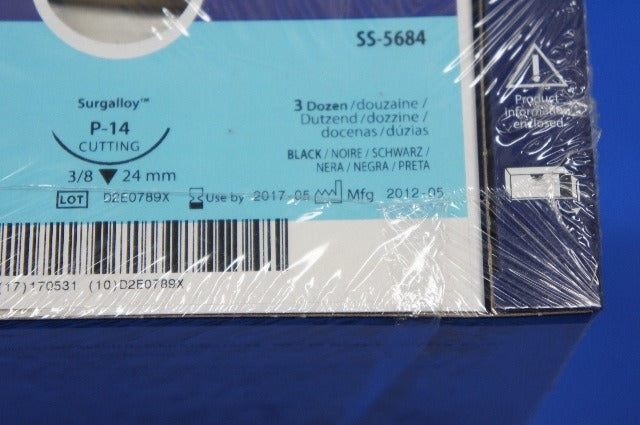 SS-5684
Surgalloy™
P-14
CUTTING
3/8 ▼ 24 mm
3 Dozen / douzaine /
Dutzend / dozzine /
docenas / dúzias
BLACK / NOIRE / SCHWARZ /
NERA / NEGRA / PRETA
LOT D2E0789X Use by 2017-05 Mfg 2012-05
(17)170531 (10)D2E0789X
Product
information
enclosed